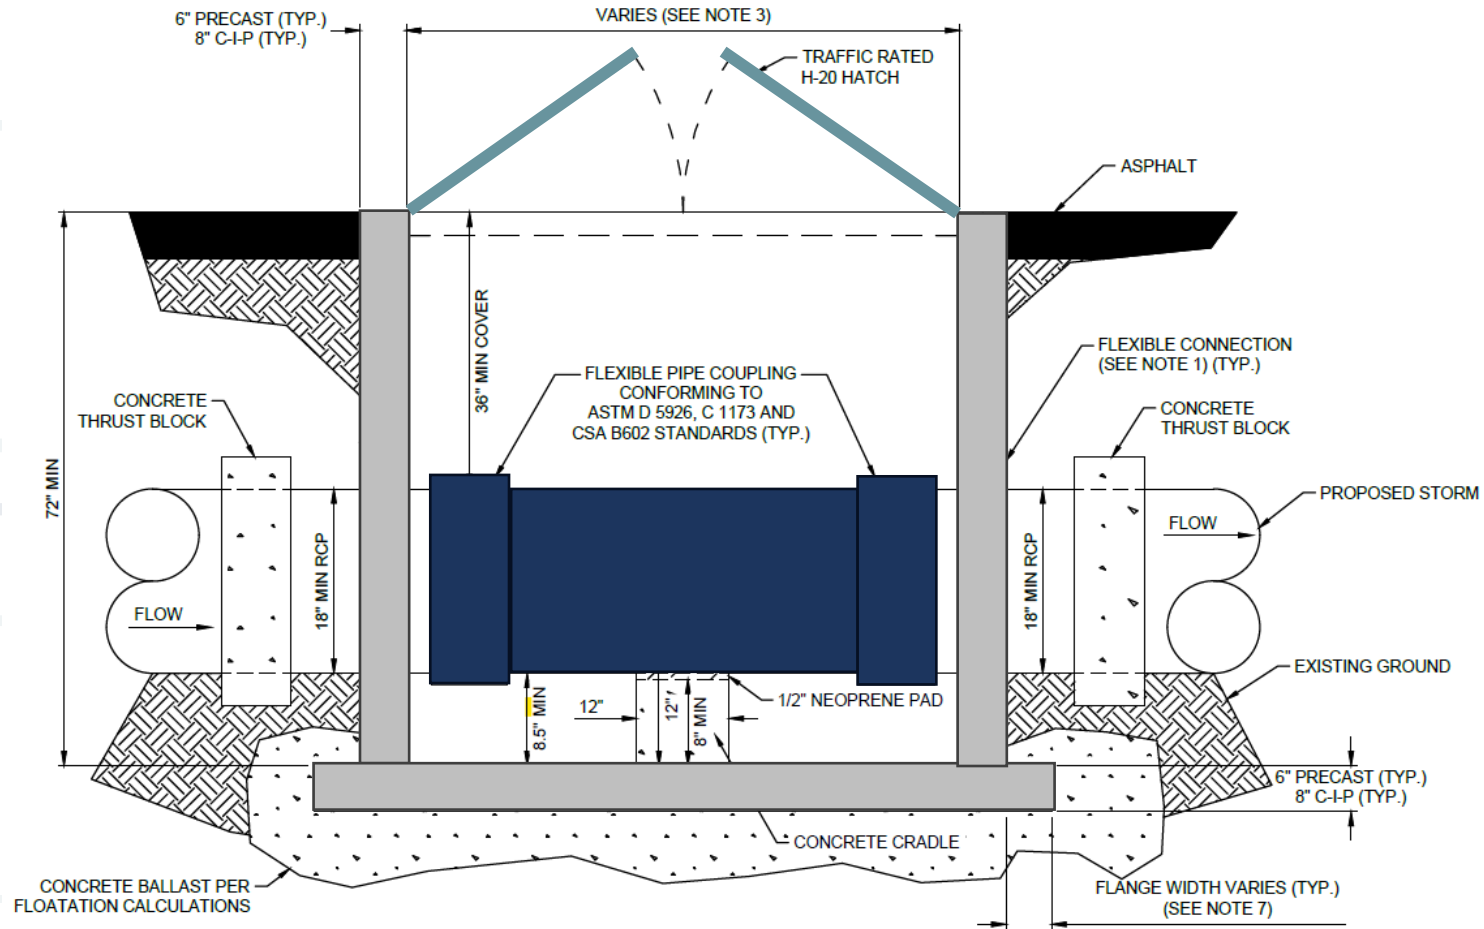 6" PRECAST (TYP.)
8" C-I-P (TYP.)
VARIES (SEE NOTE 3)
TRAFFIC RATED
H-20 HATCH
ASPHALT
36" MIN COVER
FLEXIBLE CONNECTION
(SEE NOTE 1) (TYP.)
FLEXIBLE PIPE COUPLING
CONFORMING TO
ASTM D 5926, C 1173 AND
CSA B602 STANDARDS (TYP.)
CONCRETE
THRUST BLOCK
CONCRETE
THRUST BLOCK
72" MIN
PROPOSED STORM
FLOW
18" MIN RCP
18" MIN RCP
FLOW
EXISTING GROUND
8.5" MIN
12"
12"
8" MIN
1/2" NEOPRENE PAD
6" PRECAST (TYP.)
8" C-I-P (TYP.)
CONCRETE CRADLE
CONCRETE BALLAST PER
FLOATATION CALCULATIONS
FLANGE WIDTH VARIES (TYP.)
(SEE NOTE 7)